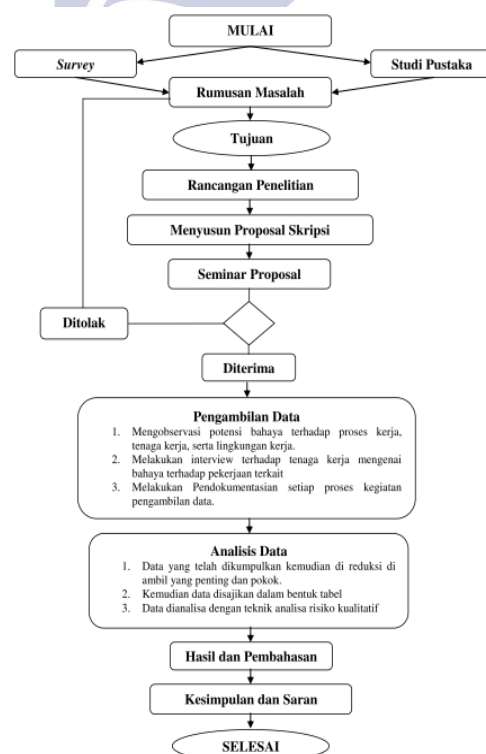 MULAI
Survey
Studi Pustaka
Rumusan Masalah
Tujuan
Rancangan Penelitian
Menyusun Proposal Skripsi
Seminar Proposal
Ditolak
Diterima
Pengambilan Data
1. Mengobservasi potensi bahaya terhadap proses kerja,
tenaga kerja, serta lingkungan kerja.
2. Melakukan interview terhadap tenaga kerja mengenai
bahaya terhadap pekerjaan terkait
3. Melakukan Pendokumentasian setiap proses kegiatan
pengambilan data.
Analisis Data
1. Data yang telah dikumpulkan kemudian di reduksi di
ambil yang penting dan pokok.
2. Kemudian data disajikan dalam bentuk tabel
3. Data dianalisa dengan teknik analisa risiko kualitatif
Hasil dan Pembahasan
Kesimpulan dan Saran
SELESAI